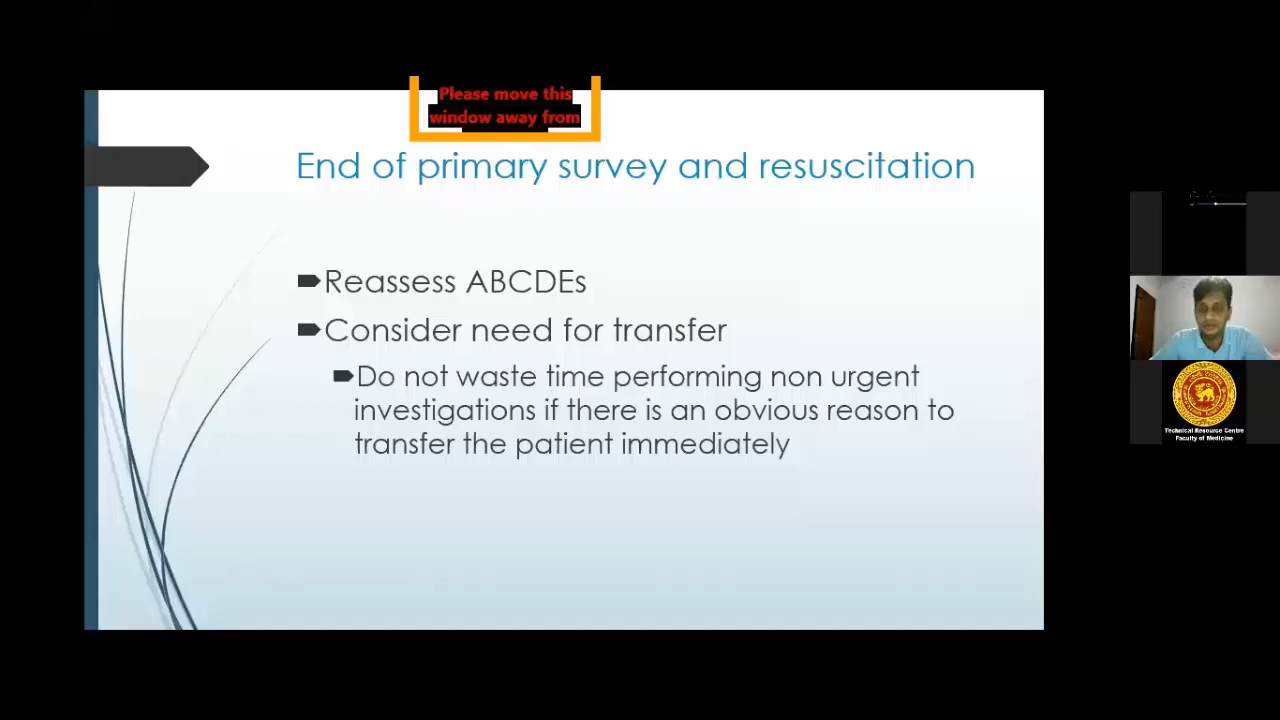 Please move this
window away from
End of primary survey and resuscitation
Reassess ABCDEs
Consider need for transfer
Do not waste time performing non urgent
investigations if there is an obvious reason to
transfer the patient immediately
Technical Resource Centre
Faculty of Medicine